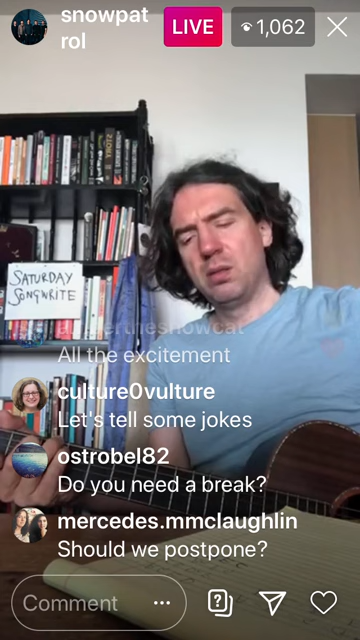 snowpat
rol
LIVE
1,062
SATURDAY
SONGWRITE
All the excitement
culture0vulture
Let's tell some jokes
ostrobel82
Do you need a break?
mercedes.mmclaughlin
Should we postpone?
Comment